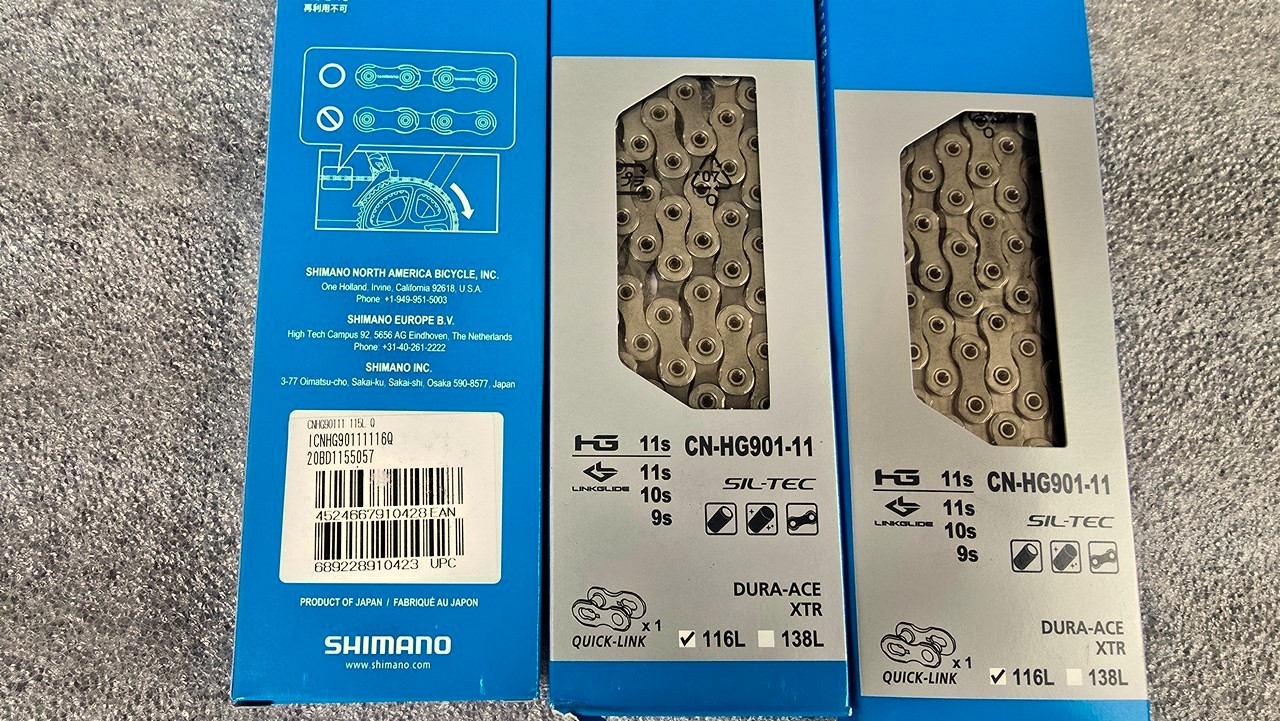 再利用不可
SHIMANO NORTH AMERICA BICYCLE, INC.
One Holland, Irvine, California 92618, U.S.A.
Phone: +1-949-951-5003
SHIMANO EUROPE B.V.
High Tech Campus 92, 5656 AG Eindhoven, The Netherlands
Phone: +31-40-261-2222
SHIMANO INC.
3-77 Oimatsu-cho, Sakai-ku, Sakai-shi, Osaka 590-8577, Japan
CNHG90111 115L Q
ICNHG90111116Q
20BD1155057
4524667910428 EAN
689228910423 UPC
PRODUCT OF JAPAN / FABRIQUÉ AU JAPON
SHIMANO
www.shimano.com
07
HG 11s CN-HG901-11
LINKGLIDE 11s
10s
9s
SIL-TEC
DURA-ACE
XTR
x 1
QUICK-LINK
116L 138L
HG 11s CN-HG901-11
LINKGLIDE 11s
10s
9s
SIL-TEC
DURA-ACE
XTR
x 1
QUICK-LINK
116L 138L